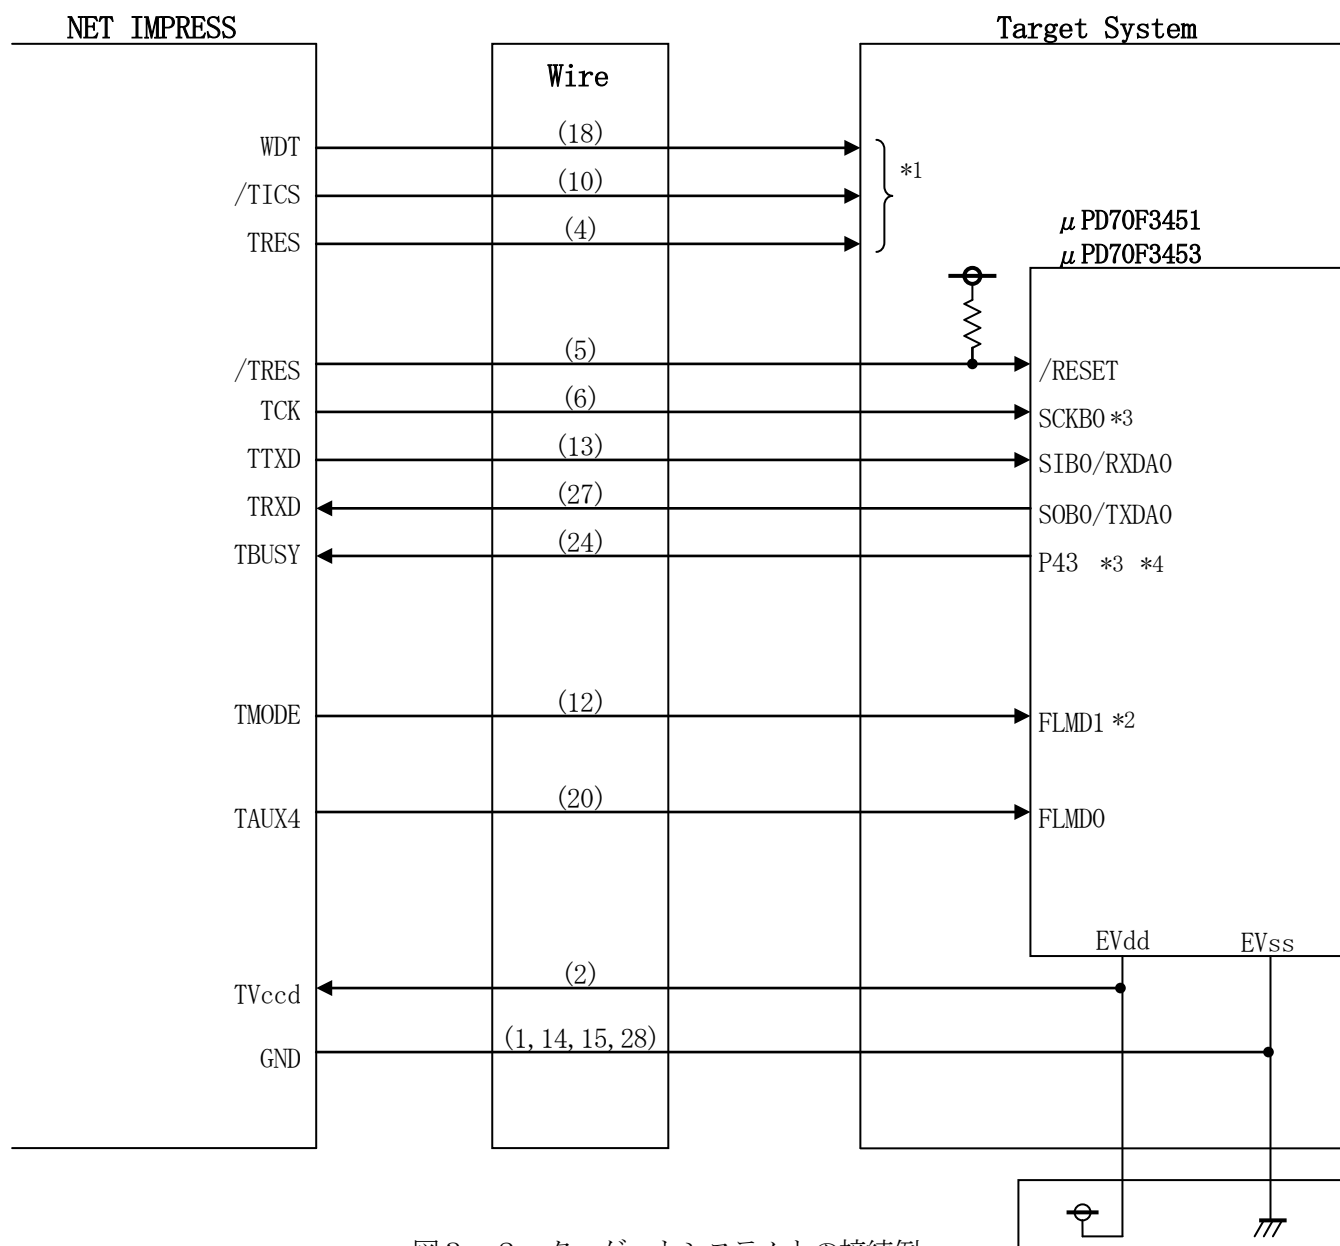 NET IMPRESS
Target System
Wire
WDT (18) *1
/TICS (10)
TRES (4)
μPD70F3451
μPD70F3453
/TRES (5) /RESET
TCK (6) SCKB0 *3
TTXD (13) SIB0/RXDA0
TRXD (27) SOB0/TXDA0
TBUSY (24) P43 *3 *4
TMODE (12) FLMD1 *2
TAUX4 (20) FLMD0
EVdd EVss
TVccd (2)
GND (1,14,15,28)